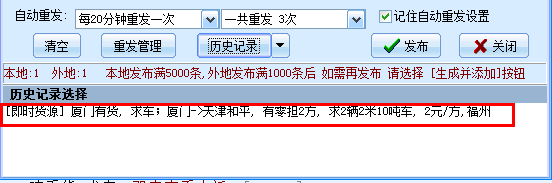 自动重发: 每20分钟重发一次 一共重发 3次 记住自动重发设置
清空 重发管理 历史记录 发布 关闭
本地:1 外地:1 本地发布满5000条,外地发布满1000条后 如需再发布 请选择 [生成并添加]按钮
历史记录选择
[即时货源] 厦门有货, 求车; 厦门->天津和平, 有零担2方, 求2辆2米10吨车, 2元/方,福州